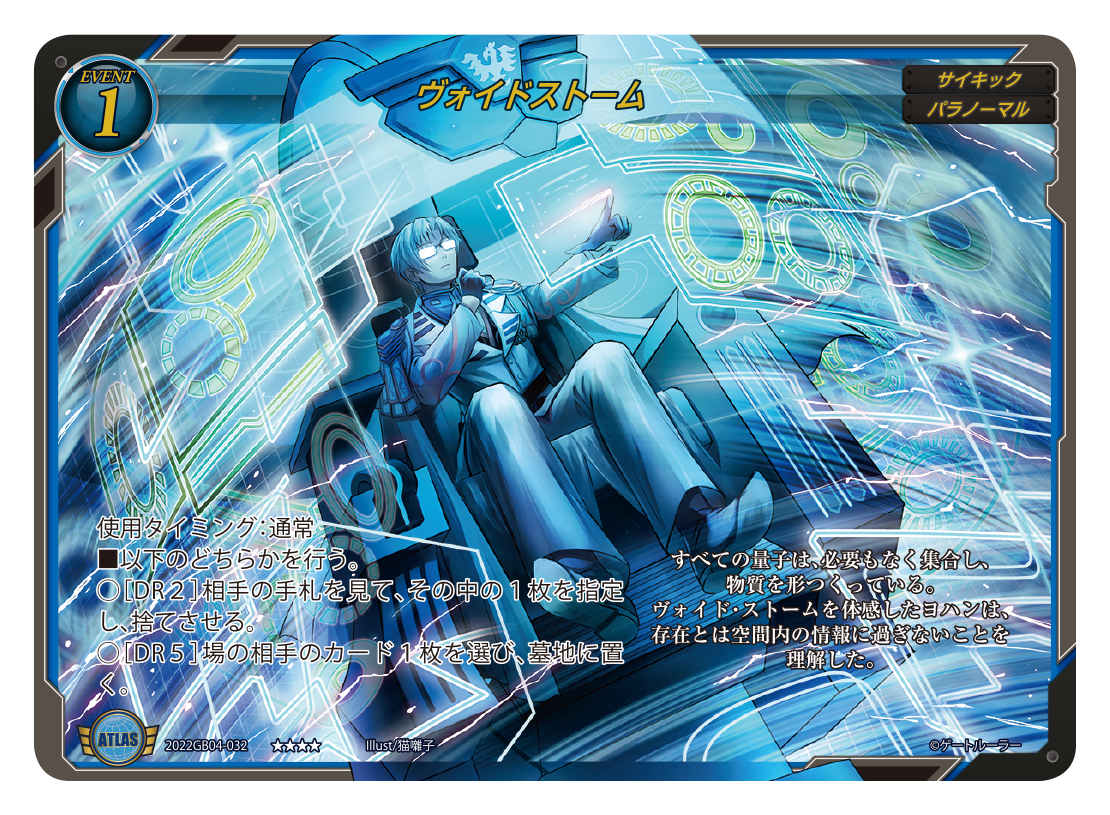 EVENT
1
ヴォイドストーム
サイキック
パラノーマル
使用タイミング：通常
■以下のどちらかを行う。
○［DR２］相手の手札を見て、その中の１枚を指定
し、捨てさせる。
○［DR５］場の相手のカード１枚を選び、墓地に置
く。
すべての量子は、必要もなく集合し、
物質を形つくっている。
ヴォイド・ストームを体感したヨハンは、
存在とは空間内の情報に過ぎないことを
理解した。
ATLAS
2022GB04-032
★★★★
Illust/猫囃子
©ゲートルーラー